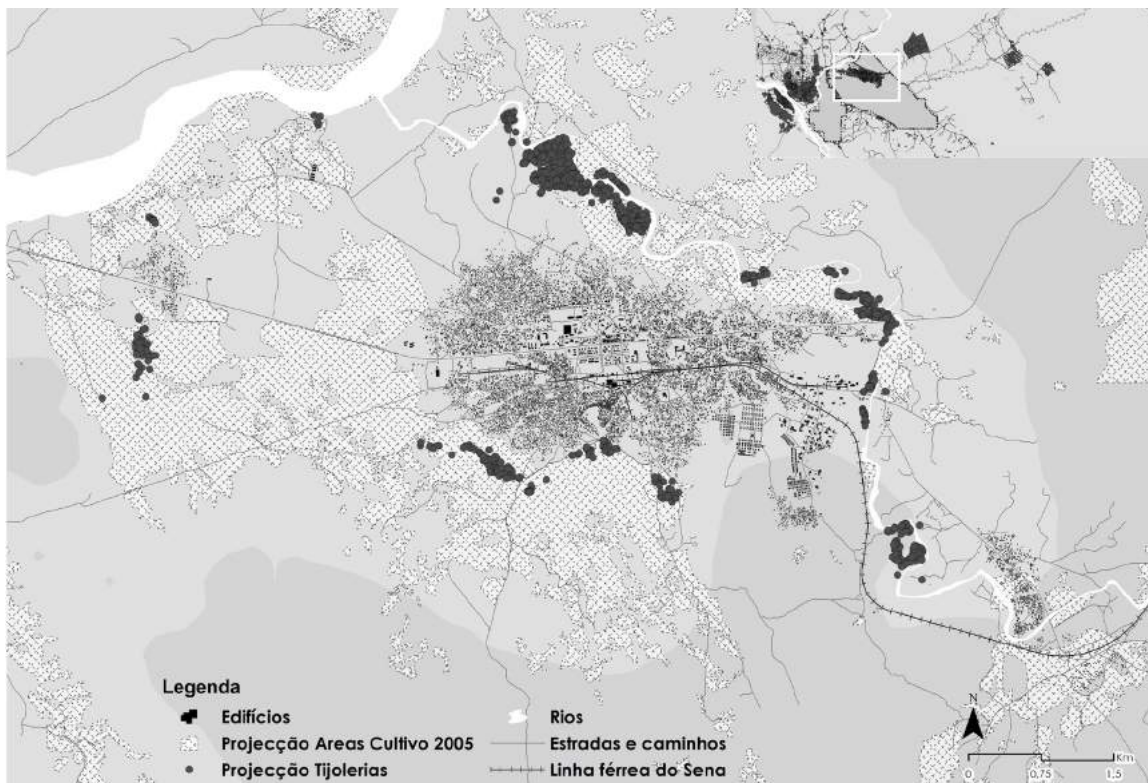 Legenda
Edifícios
Projecção Areas Cultivo 2005
Projecção Tijolerias
Rios
Estradas e caminhos
Linha férrea do Sena
N
Km
0 0,75 1,5